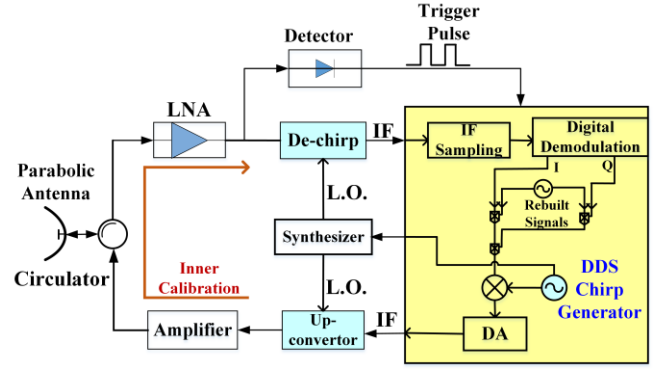 Trigger
Pulse
Detector
LNA
De-chirp
IF
IF
Sampling
Digital
Demodulation
I
Q
Parabolic
Antenna
L.O.
Rebuilt
Signals
Synthesizer
Circulator
Inner
Calibration
L.O.
DDS
Chirp
Generator
Amplifier
Up-
convertor
IF
DA